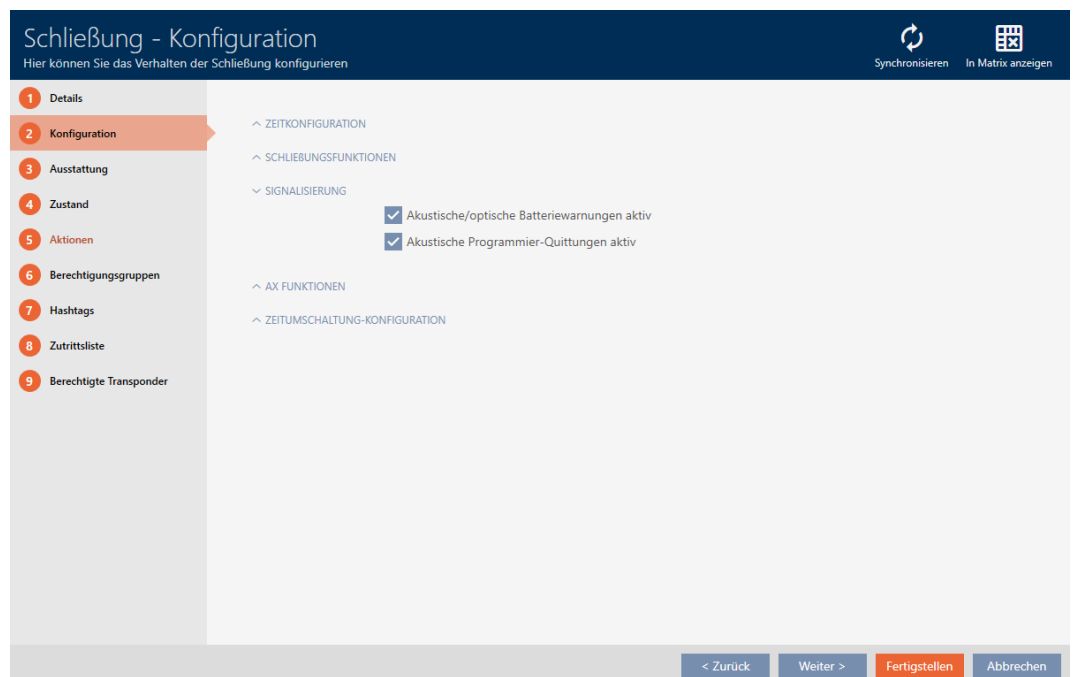 Schließung - Konfiguration
Hier können Sie das Verhalten der Schließung konfigurieren
Synchronisieren
In Matrix anzeigen
1 Details
2 Konfiguration
3 Ausstattung
4 Zustand
5 Aktionen
6 Berechtigungsgruppen
7 Hashtags
8 Zutrittsliste
9 Berechtigte Transponder
ZEITKONFIGURATION
SCHLIEßUNGSFUNKTIONEN
SIGNALISIERUNG
Akustische/optische Batteriewarnungen aktiv
Akustische Programmier-Quittungen aktiv
AX FUNKTIONEN
ZEITUMSCHALTUNG-KONFIGURATION
< Zurück
Weiter >
Fertigstellen
Abbrechen